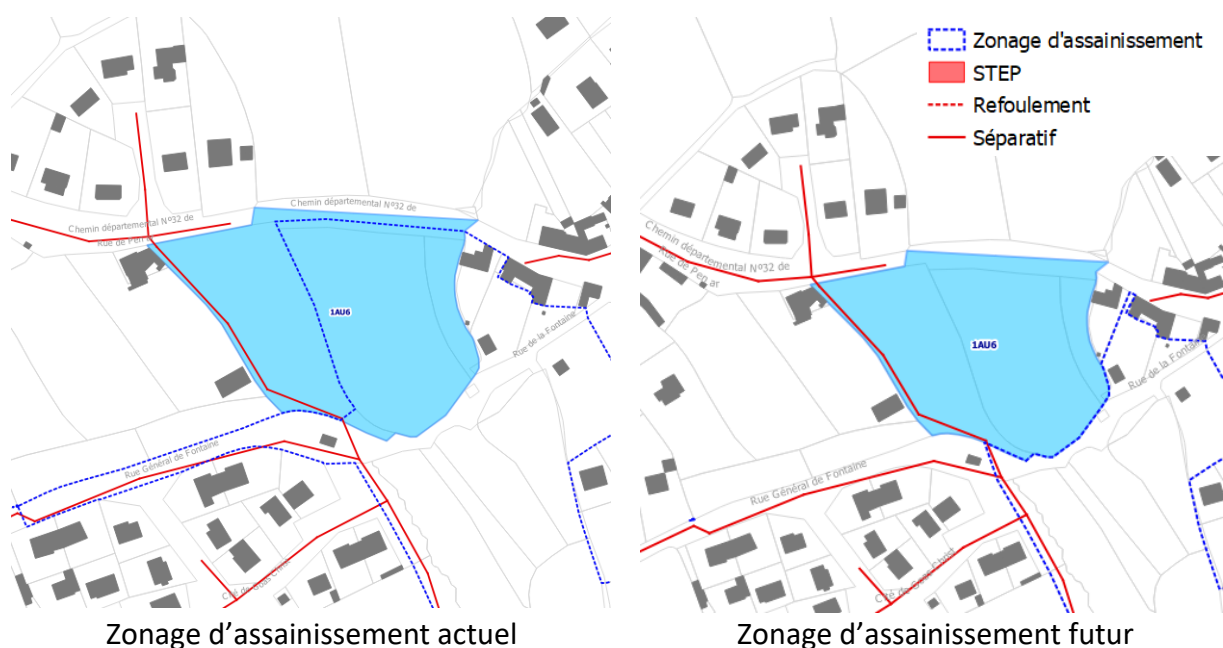 Zonage d'assainissement
STEP
Refoulement
Séparatif
Chemin départemental N°32 de
Chemin départemental N°32 de
Rue de Pen ar
1AU6
Rue de la Fontaine
Rue Général de Fontaine
Chemin départemental N°32 de
Rue de Pen ar
1AU6
Rue de la Fontaine
Rue Général de Fontaine
Zonage d’assainissement actuel
Zonage d’assainissement futur